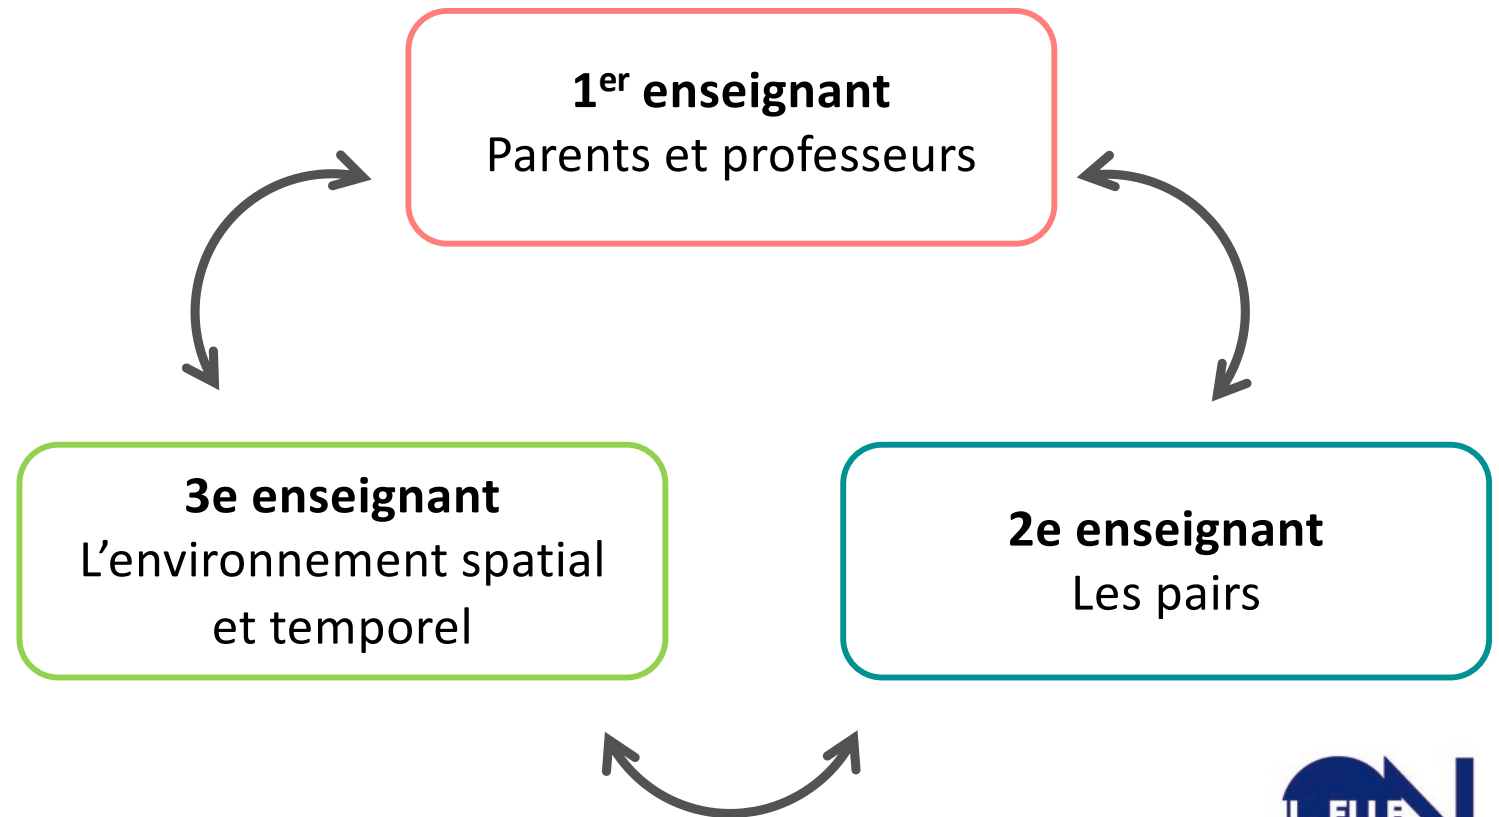 1er enseignant
Parents et professeurs
3e enseignant
L’environnement spatial
et temporel
2e enseignant
Les pairs